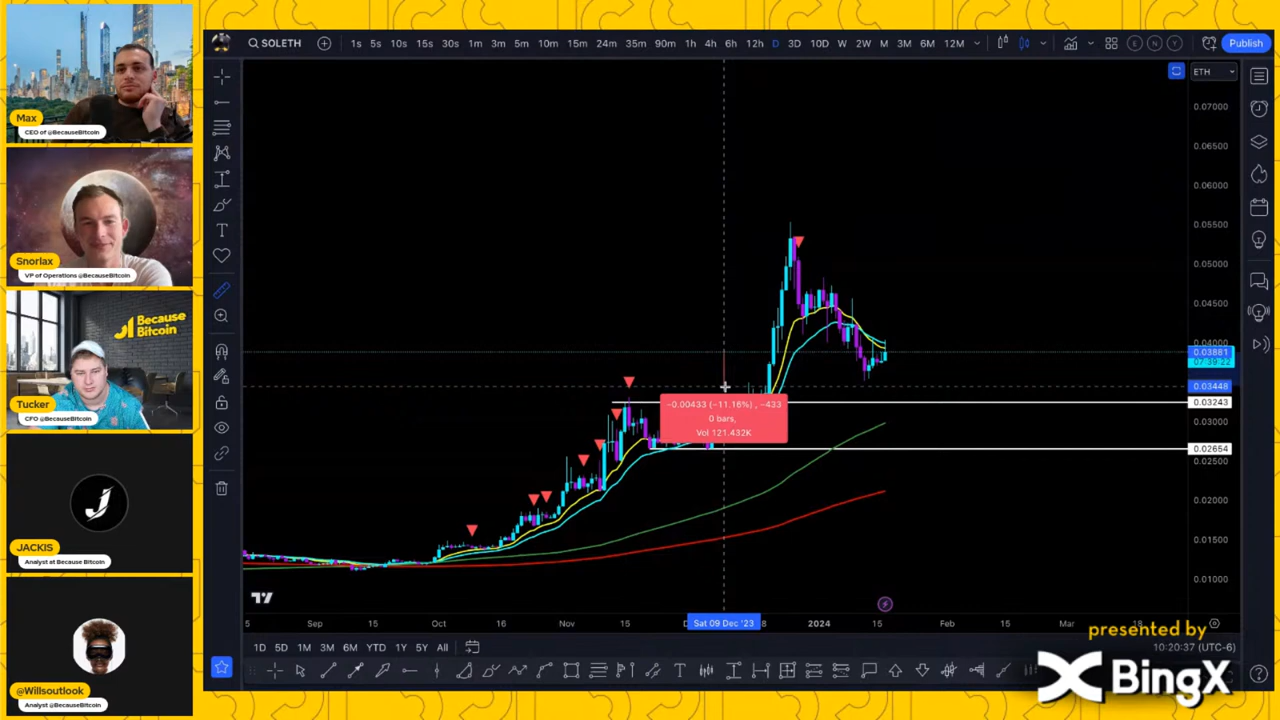 Max
CEO of @BecauseBitcoin
Snorlax
VP of Operations @BecauseBitcoin
Because
Bitcoin
Tucker
CFO @BecauseBitcoin
JACKIS
Analyst at Because Bitcoin
@Willsoutlook
Analyst @BecauseBitcoin
SOLETH
1s 5s 10s 15s 30s 1m 3m 5m 10m 15m 24m 35m 90m 1h 4h 6h 12h D 3D 10D W 2W M 3M 6M 12M
E N Y
Publish
ETH
0.07000
0.06500
0.06000
0.05500
0.05000
0.04500
0.04000
0.03881
07:39:22
0.03448
0.03243
0.03000
0.02654
0.02500
0.02000
0.01500
0.01000
−0.00433 (−11.16%) , −433
0 bars,
Vol 121.432K
5 Sep 15 Oct 16 Nov 15 Sat 09 Dec '23 8 2024 15 Feb 15 Mar 18
1D 5D 1M 3M 6M YTD 1Y 5Y All
10:20:37 (UTC-6)
presented by
BingX